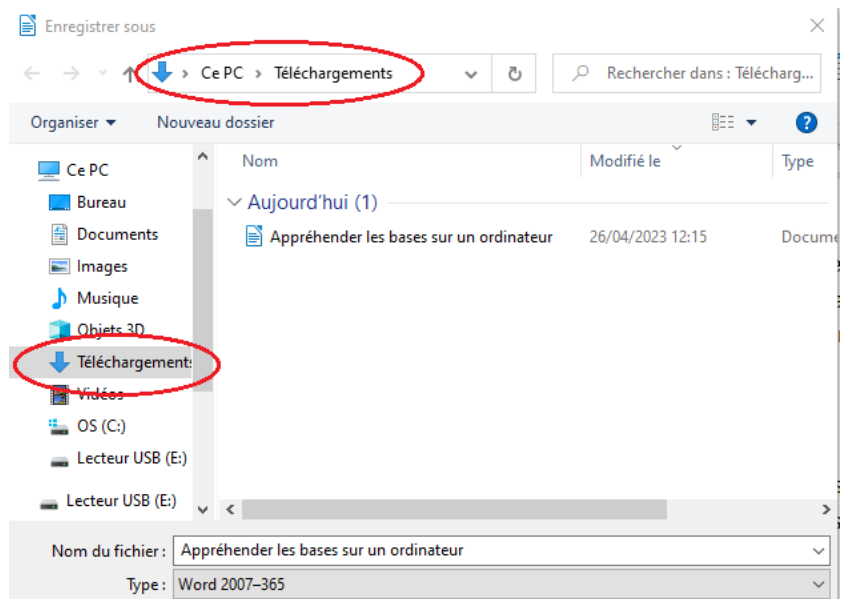 Enregistrer sous
Ce PC > Téléchargements
Rechercher dans : Télécharg...
Organiser
Nouveau dossier
?
Ce PC
Bureau
Documents
Images
Musique
Objets 3D
Téléchargements
Vidéos
OS (C:)
Lecteur USB (E:)
Lecteur USB (E:)
Nom Modifié le Type
Aujourd'hui (1)
Appréhender les bases sur un ordinateur 26/04/2023 12:15 Docume
Nom du fichier : Appréhender les bases sur un ordinateur
Type : Word 2007–365